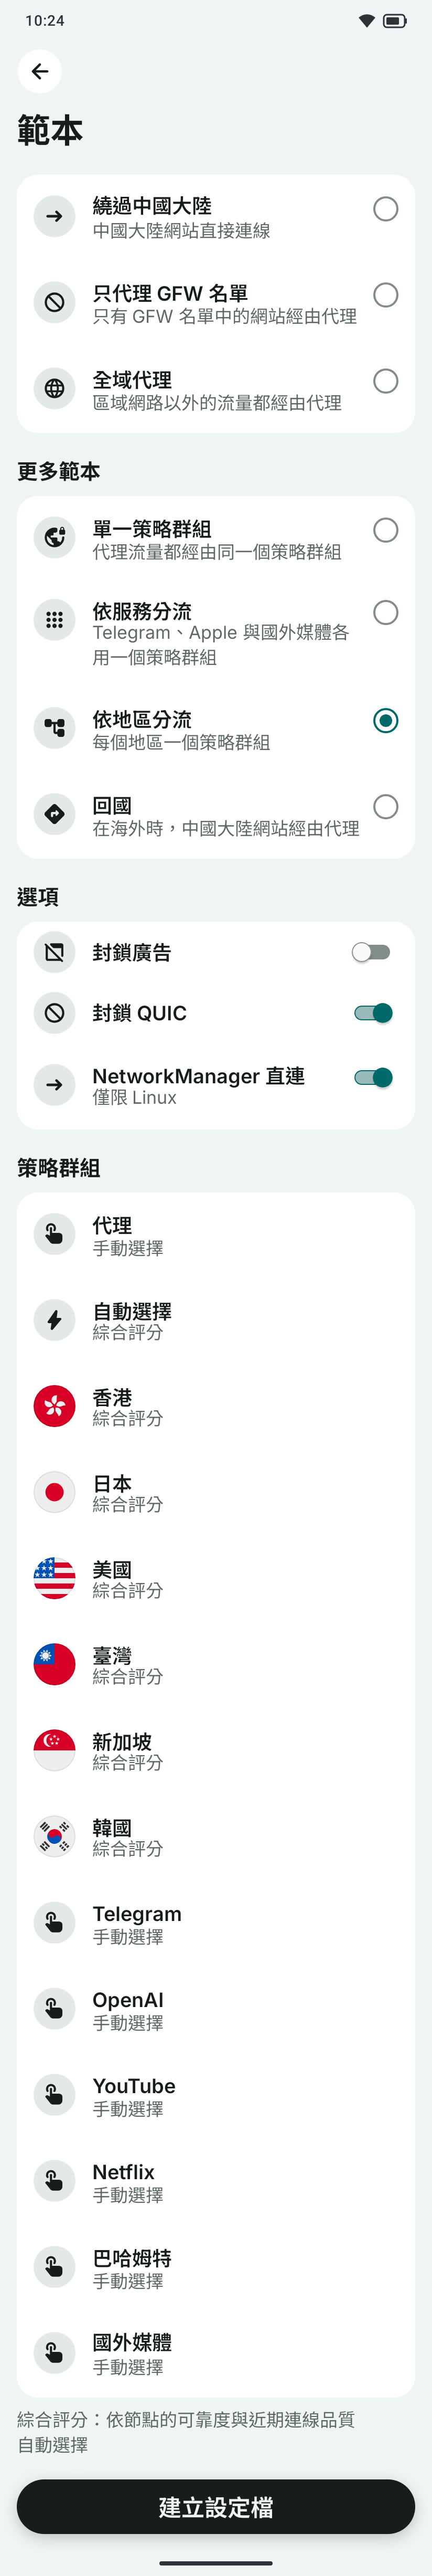 10:24
範本
繞過中國大陸
中國大陸網站直接連線
只代理 GFW 名單
只有 GFW 名單中的網站經由代理
全域代理
區域網路以外的流量都經由代理
更多範本
單一策略群組
代理流量都經由同一個策略群組
依服務分流
Telegram、Apple 與國外媒體各
用一個策略群組
依地區分流
每個地區一個策略群組
回國
在海外時，中國大陸網站經由代理
選項
封鎖廣告
封鎖 QUIC
NetworkManager 直連
僅限 Linux
策略群組
代理
手動選擇
自動選擇
綜合評分
香港
綜合評分
日本
綜合評分
美國
綜合評分
臺灣
綜合評分
新加坡
綜合評分
韓國
綜合評分
Telegram
手動選擇
OpenAI
手動選擇
YouTube
手動選擇
Netflix
手動選擇
巴哈姆特
手動選擇
國外媒體
手動選擇
綜合評分：依節點的可靠度與近期連線品質
自動選擇
建立設定檔